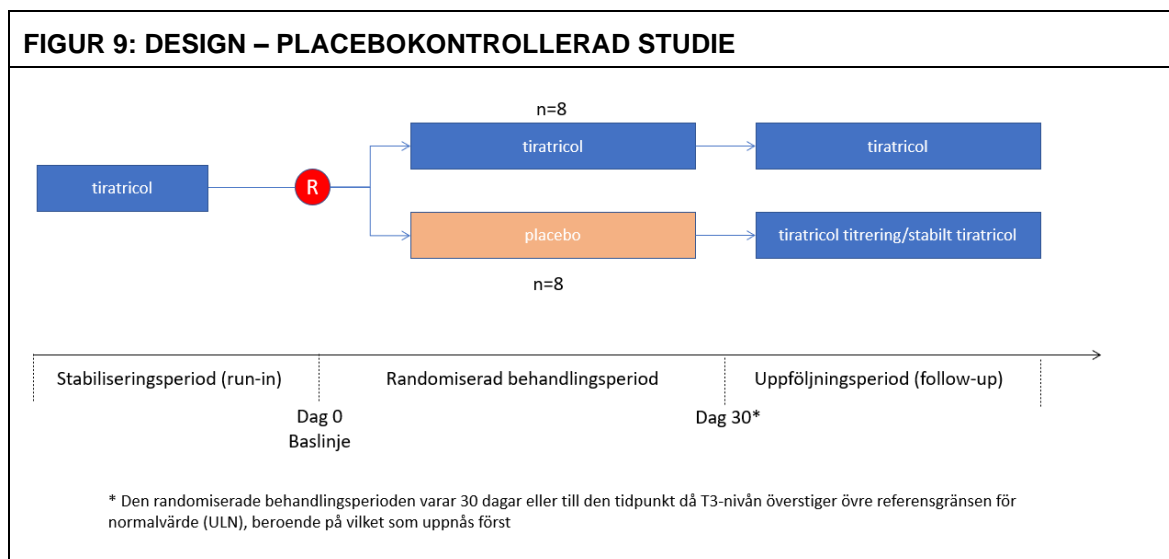 FIGUR 9: DESIGN – PLACEBOKONTROLLERAD STUDIE
n=8
tiratricol
tiratricol
tiratricol
R
placebo
tiratricol titrering/stabilt tiratricol
n=8
Stabiliseringsperiod (run-in)
Randomiserad behandlingsperiod
Uppföljningsperiod (follow-up)
Dag 0
Baslinje
Dag 30*
* Den randomiserade behandlingsperioden varar 30 dagar eller till den tidpunkt då T3-nivån överstiger övre referensgränsen för
normalvärde (ULN), beroende på vilket som uppnås först